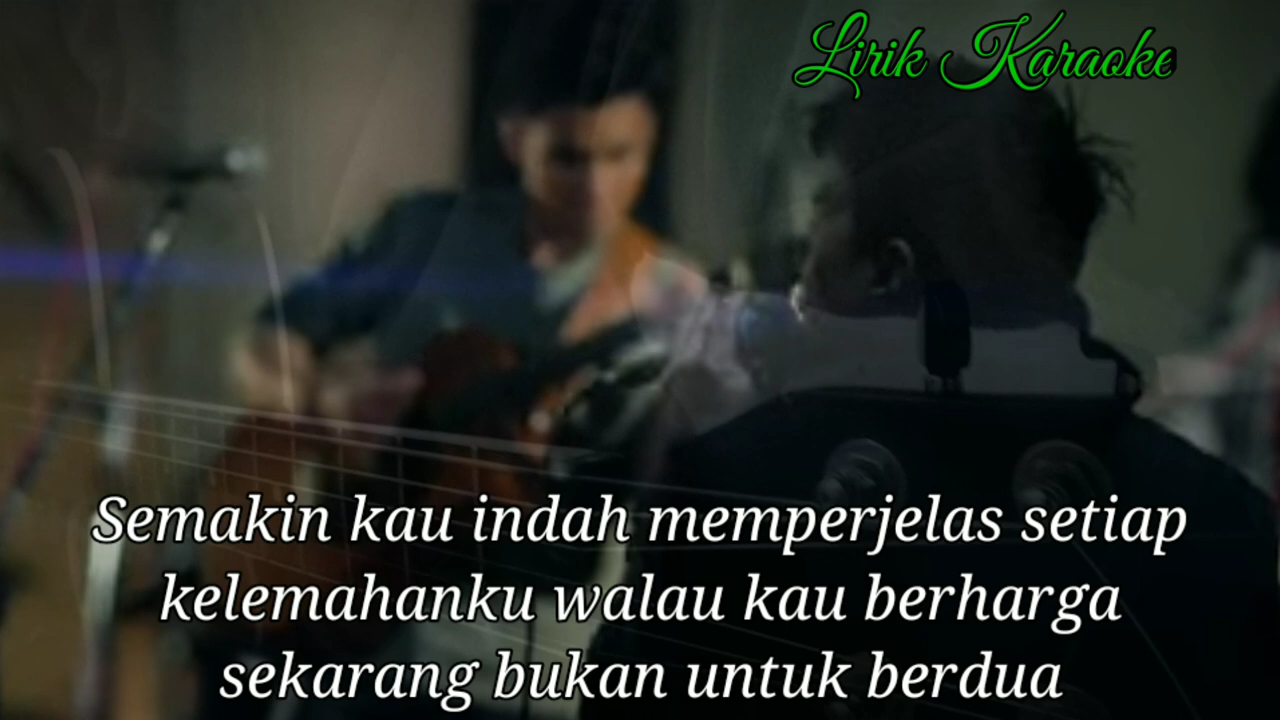 Lirik Karaoke
Semakin kau indah memperjelas setiap
kelemahanku walau kau berharga
sekarang bukan untuk berdua